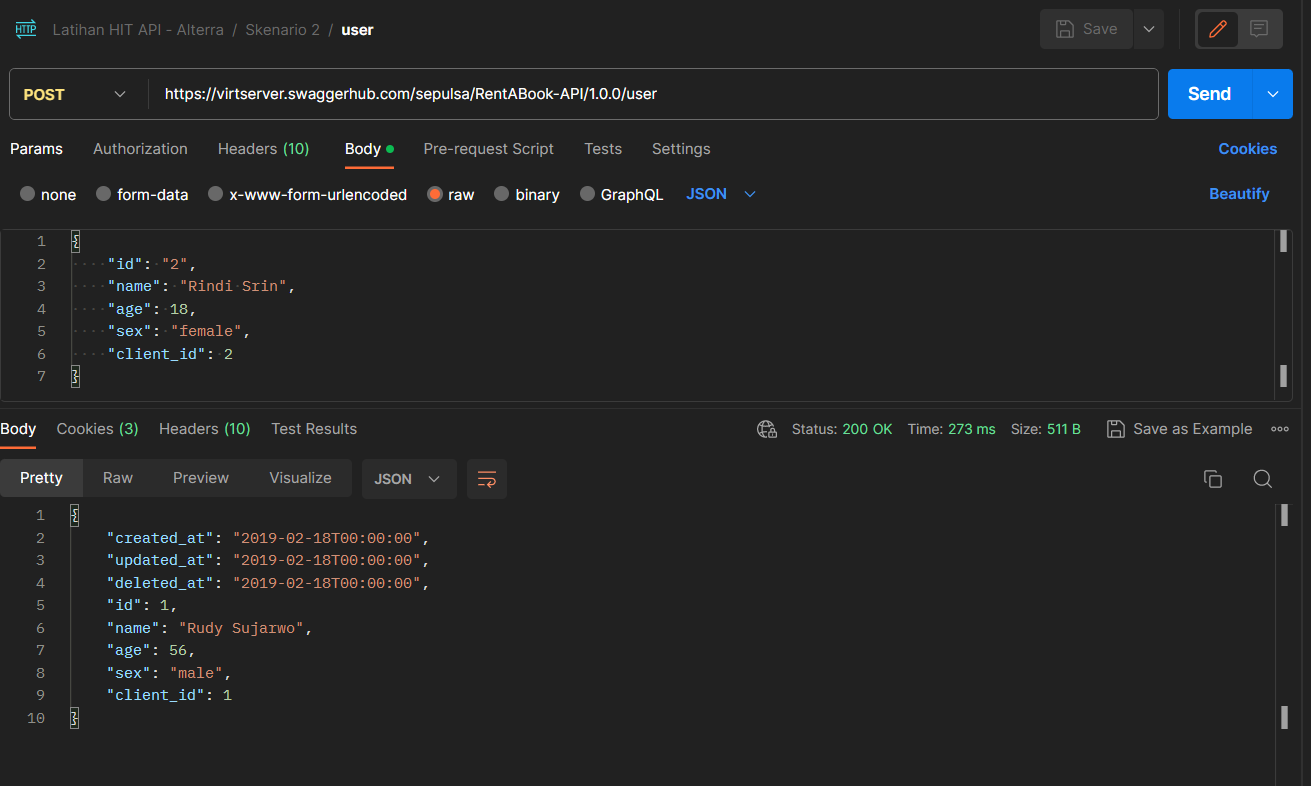 HTTP Latihan HIT API - Alterra / Skenario 2 / user Save
POST https://virtserver.swaggerhub.com/sepulsa/RentABook-API/1.0.0/user Send
Params Authorization Headers (10) Body Pre-request Script Tests Settings Cookies
none form-data x-www-form-urlencoded raw binary GraphQL JSON Beautify
1 {
2 "id": "2",
3 "name": "Rindi Srin",
4 "age": 18,
5 "sex": "female",
6 "client_id": 2
7 }
Body Cookies (3) Headers (10) Test Results Status: 200 OK Time: 273 ms Size: 511 B Save as Example
Pretty Raw Preview Visualize JSON
1 {
2 "created_at": "2019-02-18T00:00:00",
3 "updated_at": "2019-02-18T00:00:00",
4 "deleted_at": "2019-02-18T00:00:00",
5 "id": 1,
6 "name": "Rudy Sujarwo",
7 "age": 56,
8 "sex": "male",
9 "client_id": 1
10 }